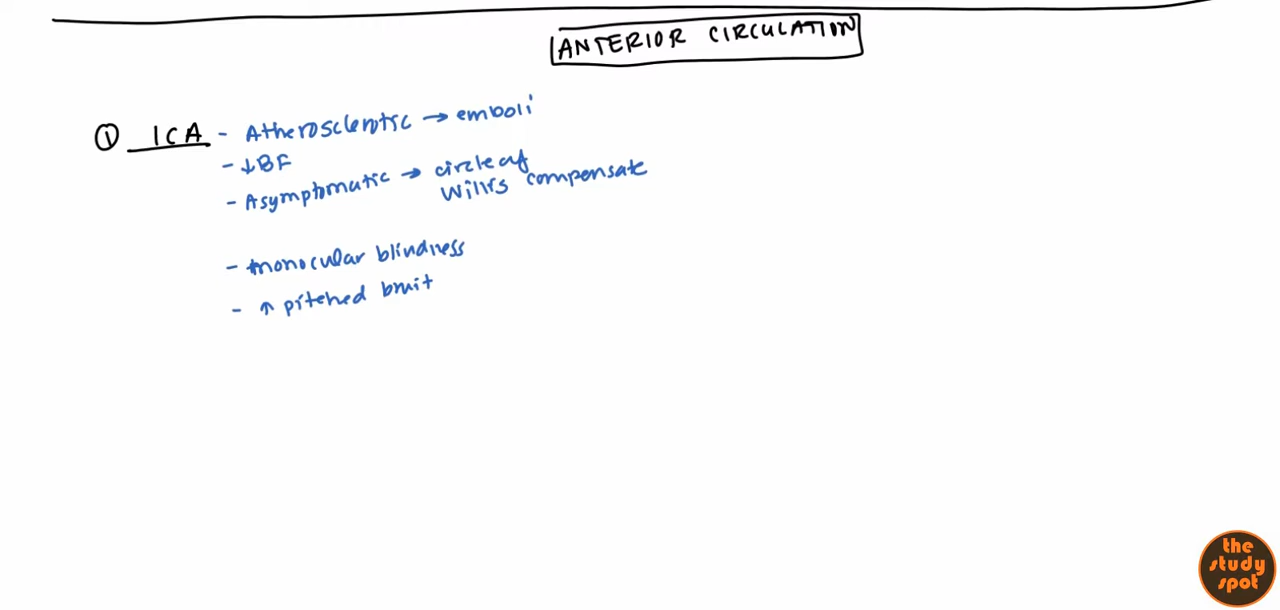 ANTERIOR CIRCULATION
① ICA - Atherosclerotic → emboli
- ↓BF
- Asymptomatic → circle of
Willis compensate
- monocular blindness
- ↑ pitched bruit
the
study
spot